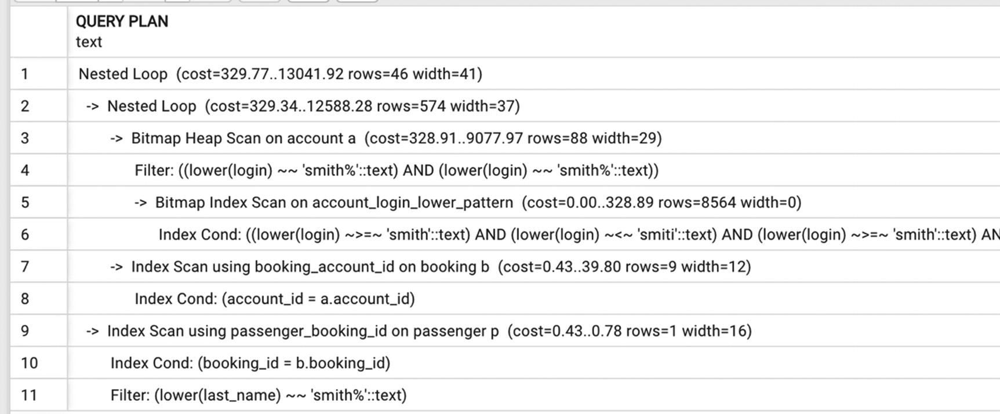 QUERY PLAN
text
1 Nested Loop (cost=329.77..13041.92 rows=46 width=41)
2 -> Nested Loop (cost=329.34..12588.28 rows=574 width=37)
3 -> Bitmap Heap Scan on account a (cost=328.91..9077.97 rows=88 width=29)
4 Filter: ((lower(login) ~~ 'smith%'::text) AND (lower(login) ~~ 'smith%'::text))
5 -> Bitmap Index Scan on account_login_lower_pattern (cost=0.00..328.89 rows=8564 width=0)
6 Index Cond: ((lower(login) ~>=~ 'smith'::text) AND (lower(login) ~<~ 'smiti'::text) AND (lower(login) ~>=~ 'smith'::text) AN
7 -> Index Scan using booking_account_id on booking b (cost=0.43..39.80 rows=9 width=12)
8 Index Cond: (account_id = a.account_id)
9 -> Index Scan using passenger_booking_id on passenger p (cost=0.43..0.78 rows=1 width=16)
10 Index Cond: (booking_id = b.booking_id)
11 Filter: (lower(last_name) ~~ 'smith%'::text)